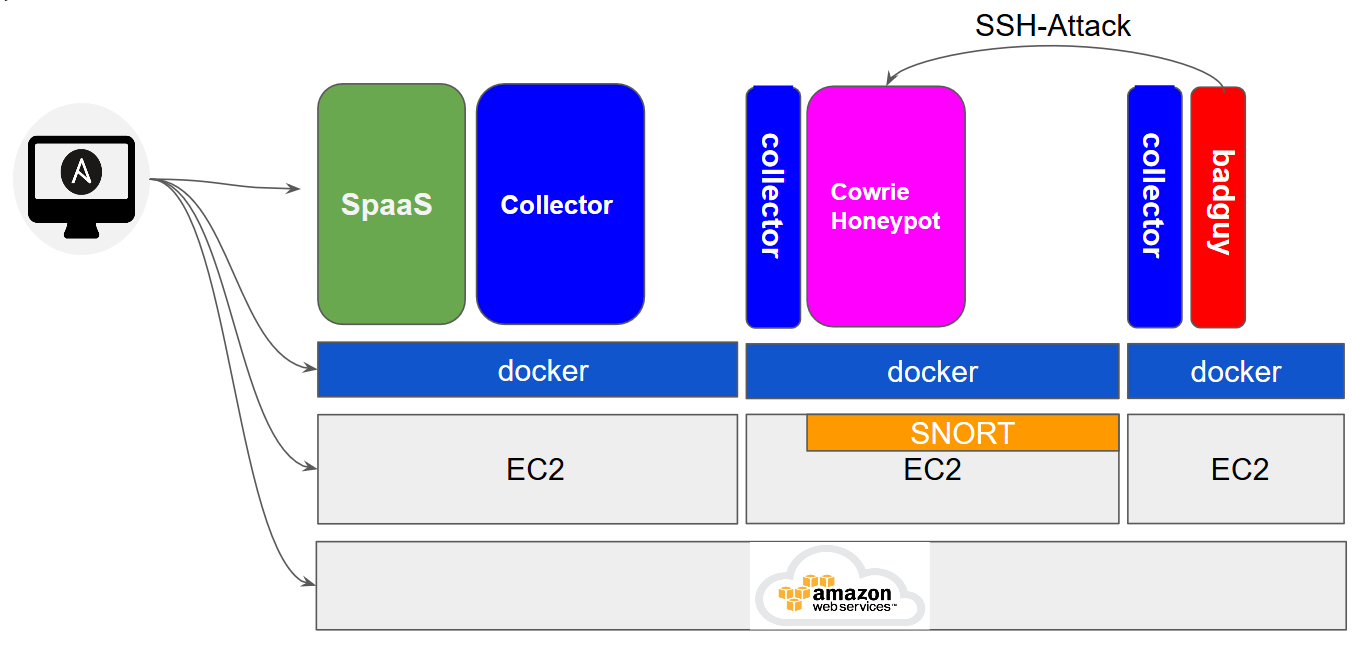 SSH-Attack
SpaaS
Collector
collector
Cowrie
Honeypot
collector
badguy
docker
docker
docker
SNORT
EC2
EC2
EC2
amazon
web services™